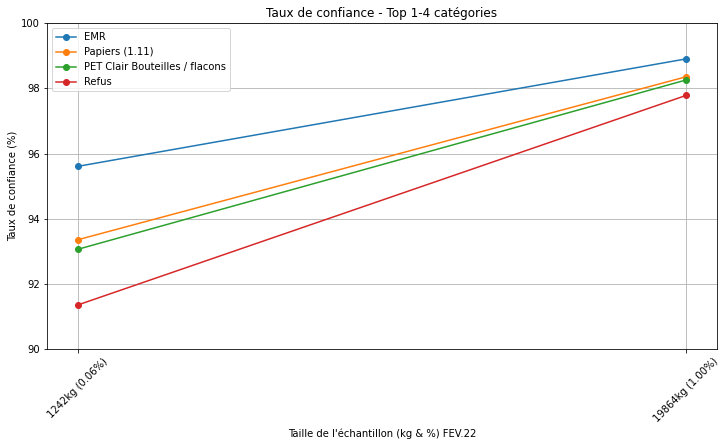 Taux de confiance - Top 1-4 catégories
EMR
Papiers (1.11)
PET Clair Bouteilles / flacons
Refus
Taux de confiance (%)
100
98
96
94
92
90
1242kg (0.06%)
19864kg (1.00%)
Taille de l'échantillon (kg & %) FEV.22